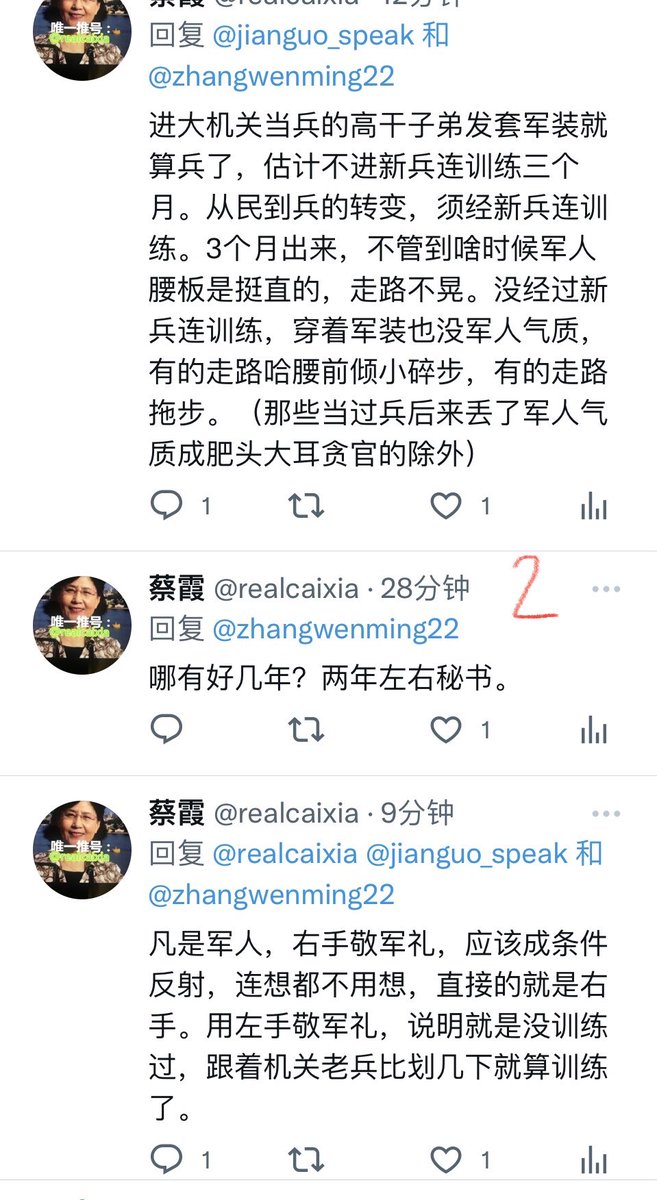 蔡霞 @realcaixia · 12分钟
唯一推号：
@realcaixia
回复 @jianguo_speak 和
@zhangwenming22
进大机关当兵的高干子弟发套军装就
算兵了，估计不进新兵连训练三个
月。从民到兵的转变，须经新兵连训
练。3个月出来，不管到啥时候军人
腰板是挺直的，走路不晃。没经过新
兵连训练，穿着军装也没军人气质，
有的走路哈腰前倾小碎步，有的走路
拖步。（那些当过兵后来丢了军人气
质成肥头大耳贪官的除外）
1 1
2
蔡霞 @realcaixia · 28分钟
唯一推号：
@realcaixia
回复 @zhangwenming22
哪有好几年？两年左右秘书。
1
蔡霞 @realcaixia · 9分钟
唯一推号：
@realcaixia
回复 @realcaixia @jianguo_speak 和
@zhangwenming22
凡是军人，右手敬军礼，应该成条件
反射，连想都不用想，直接的就是右
手。用左手敬军礼，说明就是没训练
过，跟着机关老兵比划几下就算训练
了。
1 1